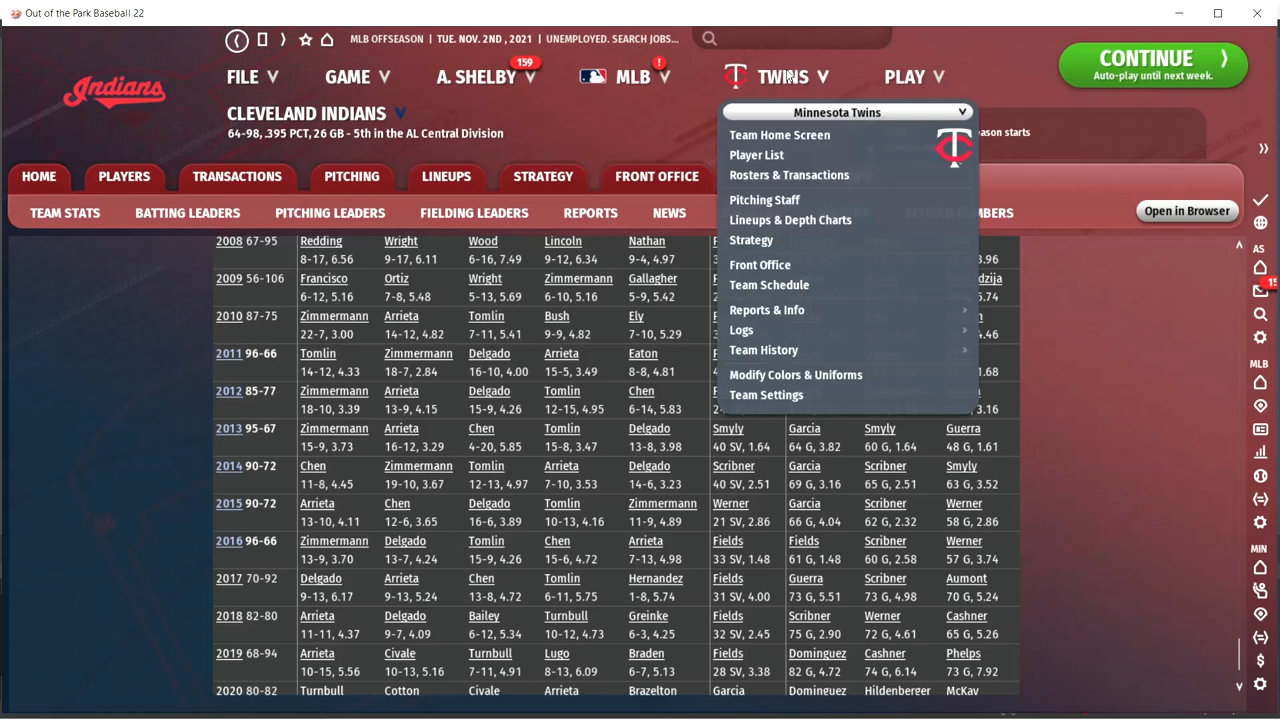 Out of the Park Baseball 22
MLB OFFSEASON | TUE. NOV. 2ND , 2021 | UNEMPLOYED. SEARCH JOBS...
FILE GAME A. SHELBY 159 MLB ! TWINS PLAY
CONTINUE
Auto-play until next week.
Indians
CLEVELAND INDIANS
64-98, .395 PCT, 26 GB - 5th in the AL Central Division
eason starts
HOME PLAYERS TRANSACTIONS PITCHING LINEUPS STRATEGY FRONT OFFICE
TEAM STATS BATTING LEADERS PITCHING LEADERS FIELDING LEADERS REPORTS NEWS
Open in Browser
Minnesota Twins
Team Home Screen
Player List
Rosters & Transactions
Pitching Staff
Lineups & Depth Charts
Strategy
Front Office
Team Schedule
Reports & Info
Logs
Team History
Modify Colors & Uniforms
Team Settings
2008 67-95 Redding Wright Wood Lincoln Nathan
8-17, 6.56 9-17, 6.11 6-16, 7.49 9-12, 6.34 9-4, 4.97 3.96
2009 56-106 Francisco Ortiz Wright Zimmermann Gallagher
6-12, 5.16 7-8, 5.48 5-13, 5.69 6-10, 5.16 5-9, 5.42 5.74
2010 87-75 Zimmermann Arrieta Tomlin Bush Ely
22-7, 3.00 14-12, 4.82 7-11, 5.41 9-9, 4.82 7-10, 5.29 4.46
2011 96-66 Tomlin Zimmermann Delgado Arrieta Eaton
14-12, 4.33 18-7, 2.84 16-10, 4.00 15-5, 3.49 8-8, 4.81 1.68
2012 85-77 Zimmermann Arrieta Delgado Tomlin Chen
18-10, 3.39 13-9, 4.15 15-9, 4.26 12-15, 4.95 6-14, 5.83 3.16
2013 95-67 Zimmermann Arrieta Chen Tomlin Delgado Smyly Garcia Smyly Guerra
15-9, 3.73 16-12, 3.29 4-20, 5.85 15-8, 3.47 13-8, 3.98 40 SV, 1.64 64 G, 3.82 60 G, 1.64 48 G, 1.61
2014 90-72 Chen Zimmermann Tomlin Arrieta Delgado Scribner Garcia Scribner Smyly
11-8, 4.45 19-10, 3.67 12-13, 4.97 7-10, 3.53 14-6, 3.23 40 SV, 2.51 69 G, 3.16 65 G, 2.51 63 G, 3.52
2015 90-72 Arrieta Chen Delgado Tomlin Zimmermann Werner Garcia Scribner Werner
13-10, 4.11 12-6, 3.65 16-6, 3.89 10-13, 4.16 11-9, 4.89 21 SV, 2.86 66 G, 4.04 62 G, 2.32 58 G, 2.86
2016 96-66 Zimmermann Delgado Tomlin Chen Arrieta Fields Fields Scribner Werner
13-9, 3.70 13-7, 4.24 15-9, 4.26 15-6, 4.72 7-13, 4.98 33 SV, 1.48 61 G, 1.48 60 G, 2.58 57 G, 3.74
2017 70-92 Delgado Arrieta Chen Tomlin Hernandez Fields Guerra Scribner Aumont
9-13, 6.17 9-13, 5.24 13-8, 4.72 6-11, 5.75 1-8, 5.74 31 SV, 4.00 73 G, 5.51 73 G, 4.98 70 G, 5.24
2018 82-80 Arrieta Delgado Bailey Turnbull Greinke Fields Scribner Werner Cashner
11-11, 4.37 9-7, 4.09 6-12, 5.34 10-12, 4.73 6-3, 4.25 32 SV, 2.45 75 G, 2.90 72 G, 4.61 65 G, 5.26
2019 68-94 Arrieta Civale Turnbull Lugo Braden Fields Dominguez Cashner Phelps
10-15, 5.56 10-13, 5.16 7-11, 4.91 8-13, 6.09 6-7, 5.13 28 SV, 3.38 82 G, 4.72 74 G, 6.14 73 G, 7.92
2020 80-82 Turnbull Cotton Civale Arrieta Brazelton Garcia Dominguez Hildenberger McKay
AS
15
MLB
MIN